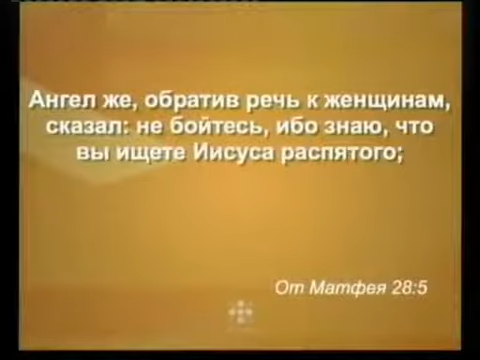 Ангел же, обратив речь к женщинам,
сказал: не бойтесь, ибо знаю, что
вы ищете Иисуса распятого;
От Матфея 28:5